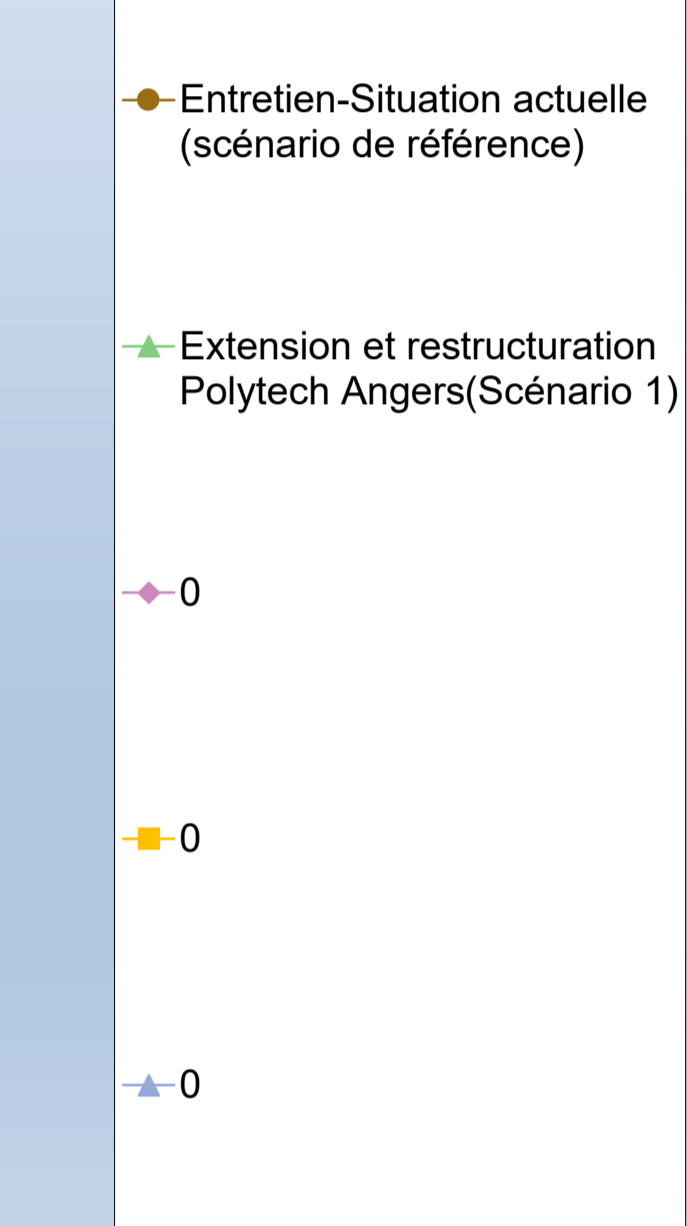 Entretien-Situation actuelle
(scénario de référence)
Extension et restructuration
Polytech Angers(Scénario 1)
0
0
0